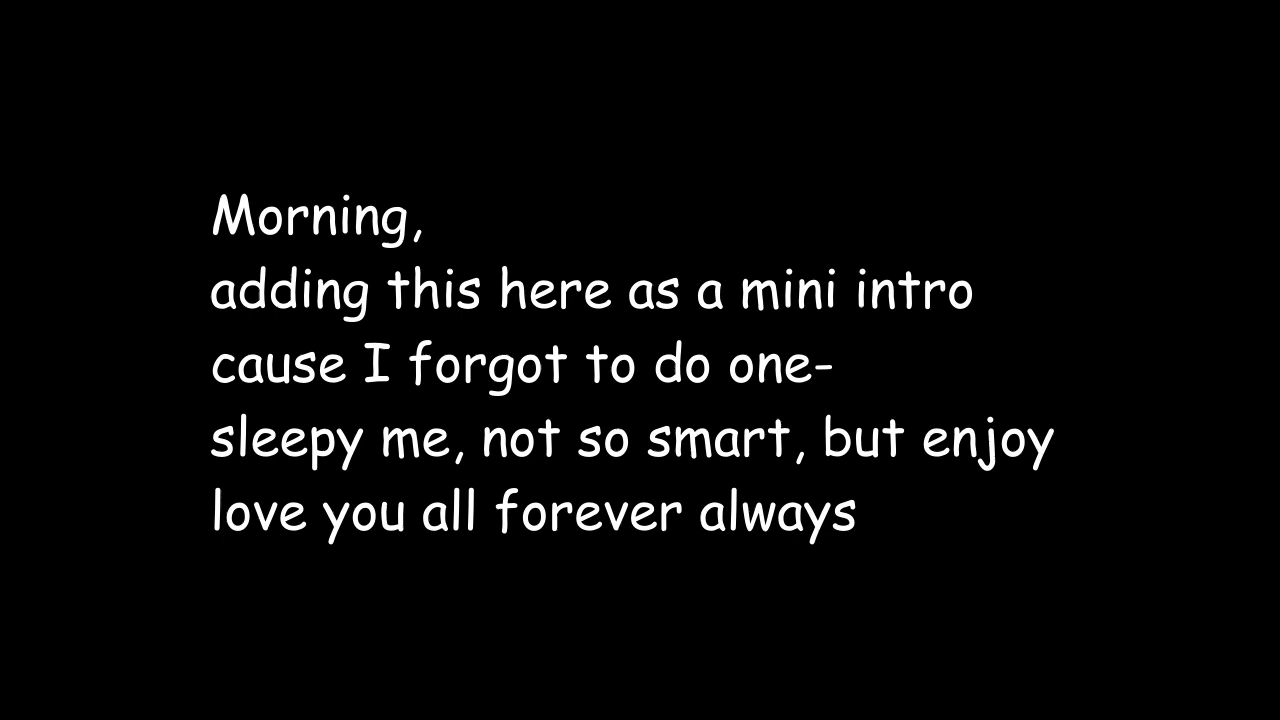 Morning,
adding this here as a mini intro
cause I forgot to do one-
sleepy me, not so smart, but enjoy
love you all forever always